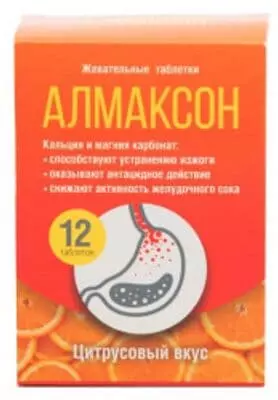 Жевательные таблетки
АЛМАКСОН
Кальция и магния карбонат:
• способствуют устранению изжоги
• оказывают антацидное действие
• снижают активность желудочного сока
12
таблеток
Цитрусовый вкус